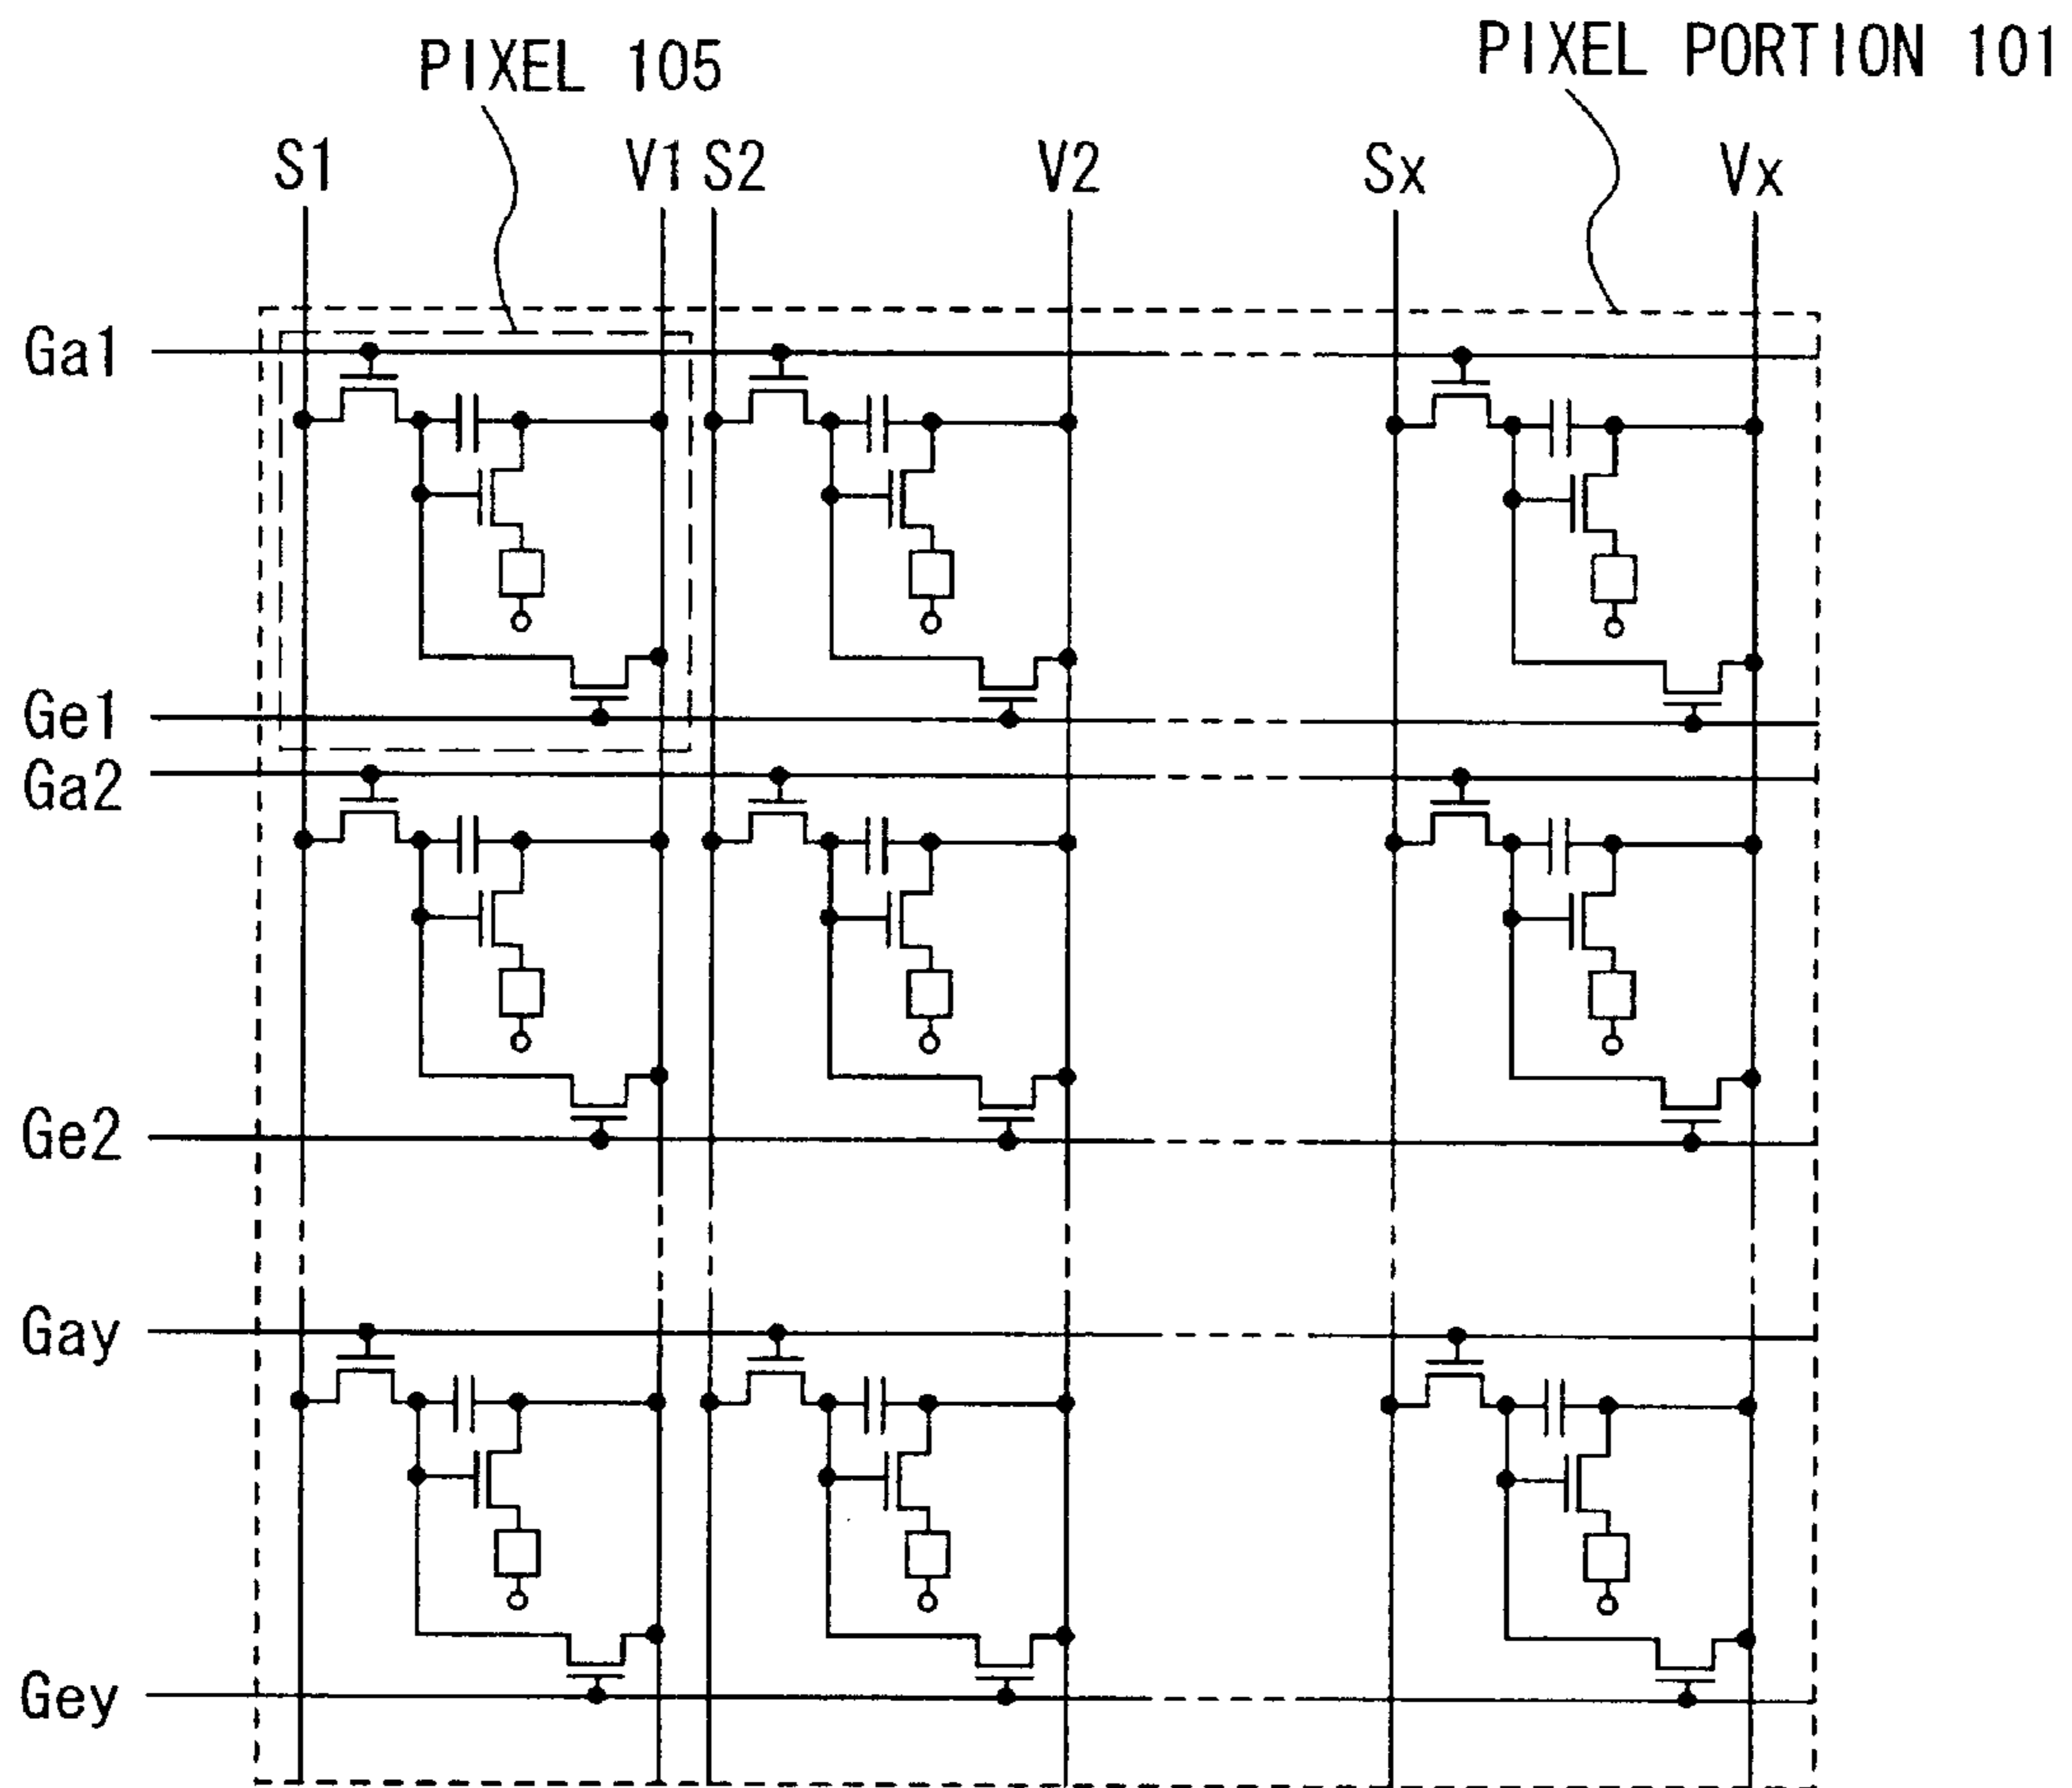 PIXEL 105
PIXEL PORTION 101
S1
V1
S2
V2
Sx
Vx
Ga1
Ge1
Ga2
Ge2
Gay
Gey